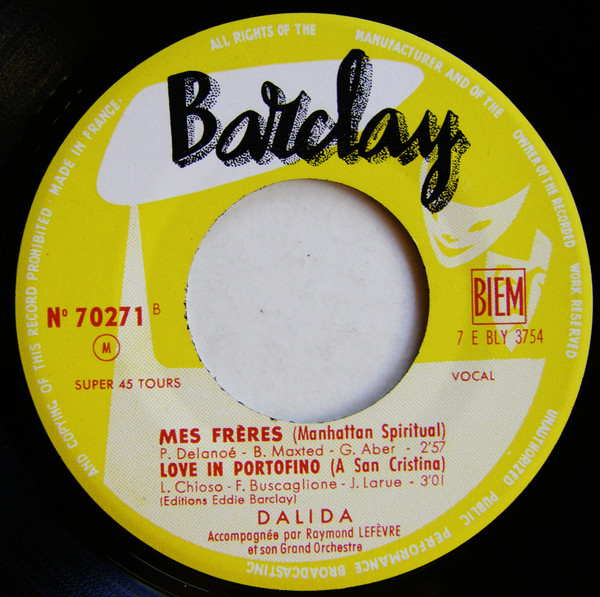 ALL RIGHTS OF THE MANUFACTURER AND OF THE OWNER OF THE RECORDED WORK RESERVED
UNAUTHORIZED PUBLIC PERFORMANCE BROADCASTING AND COPYING OF THIS RECORD PROHIBITED · MADE IN FRANCE ·
Barclay
BIEM
Nº 70271 B
7 E BLY 3754
M
SUPER 45 TOURS
VOCAL
MES FRÈRES (Manhattan Spiritual)
P. Delanoé - B. Maxted - G. Aber - 2'57
LOVE IN PORTOFINO (A San Cristina)
L. Chioso - F. Buscaglione - J. Larue - 3'01
(Editions Eddie Barclay)
DALIDA
Accompagnée par Raymond LEFÈVRE
et son Grand Orchestre